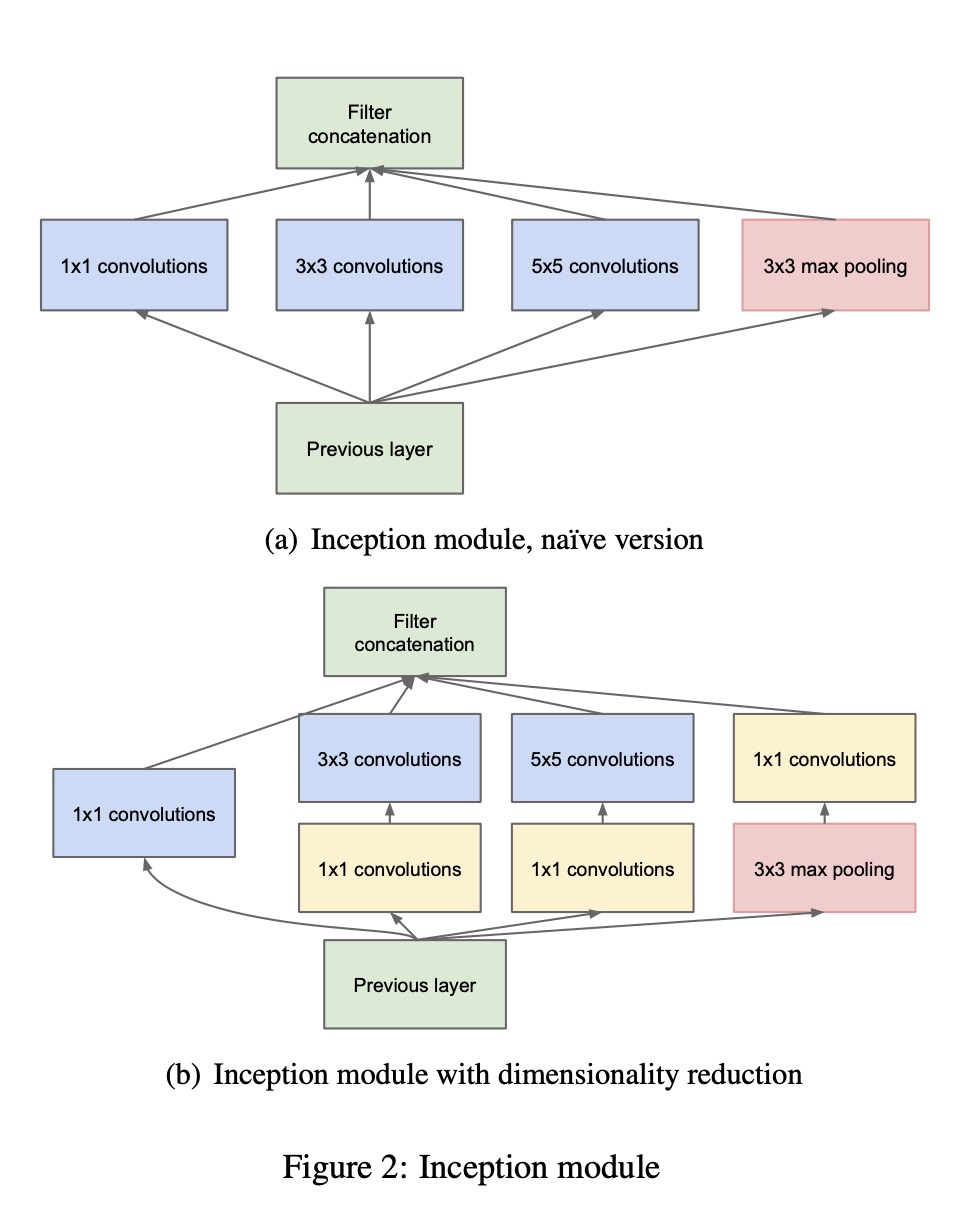 Filter
concatenation
1x1 convolutions
3x3 convolutions
5x5 convolutions
3x3 max pooling
Previous layer
(a) Inception module, naïve version
Filter
concatenation
3x3 convolutions
5x5 convolutions
1x1 convolutions
1x1 convolutions
1x1 convolutions
1x1 convolutions
3x3 max pooling
Previous layer
(b) Inception module with dimensionality reduction
Figure 2: Inception module